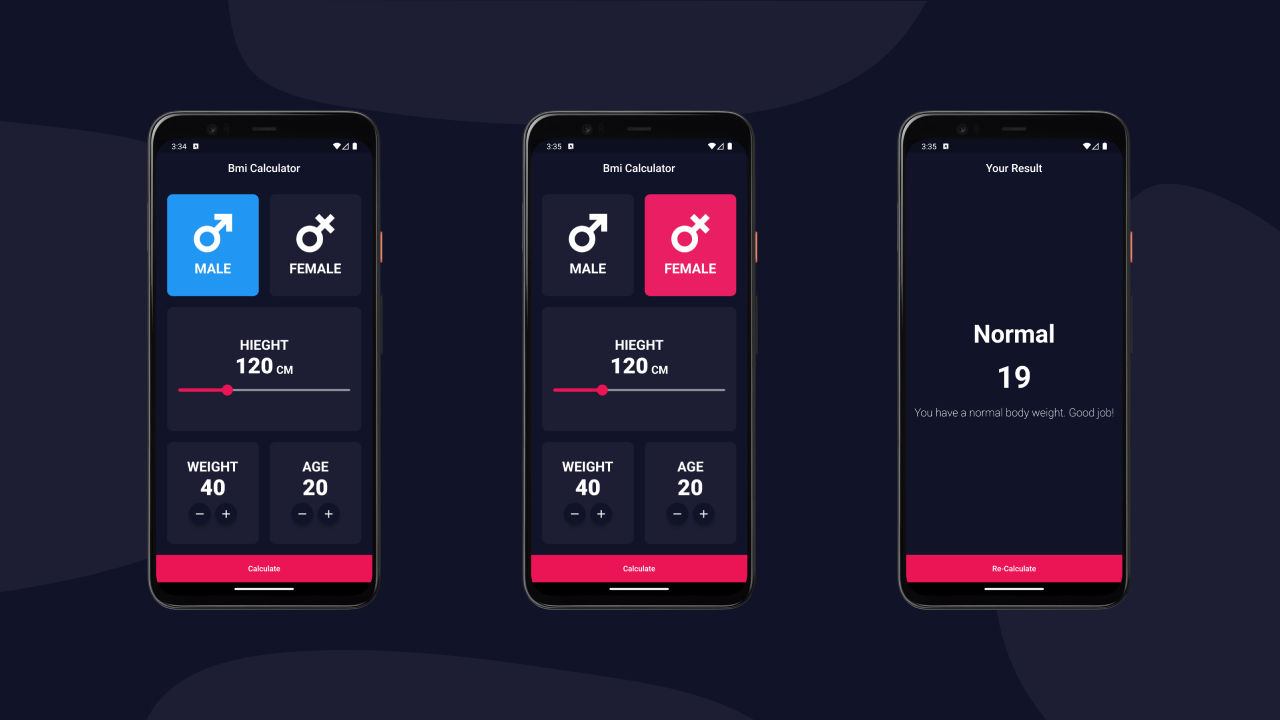 3:34
Bmi Calculator
MALE
FEMALE
HIEGHT
120 CM
WEIGHT
40
AGE
20
Calculate
3:35
Bmi Calculator
MALE
FEMALE
HIEGHT
120 CM
WEIGHT
40
AGE
20
Calculate
3:35
Your Result
Normal
19
You have a normal body weight. Good job!
Re-Calculate